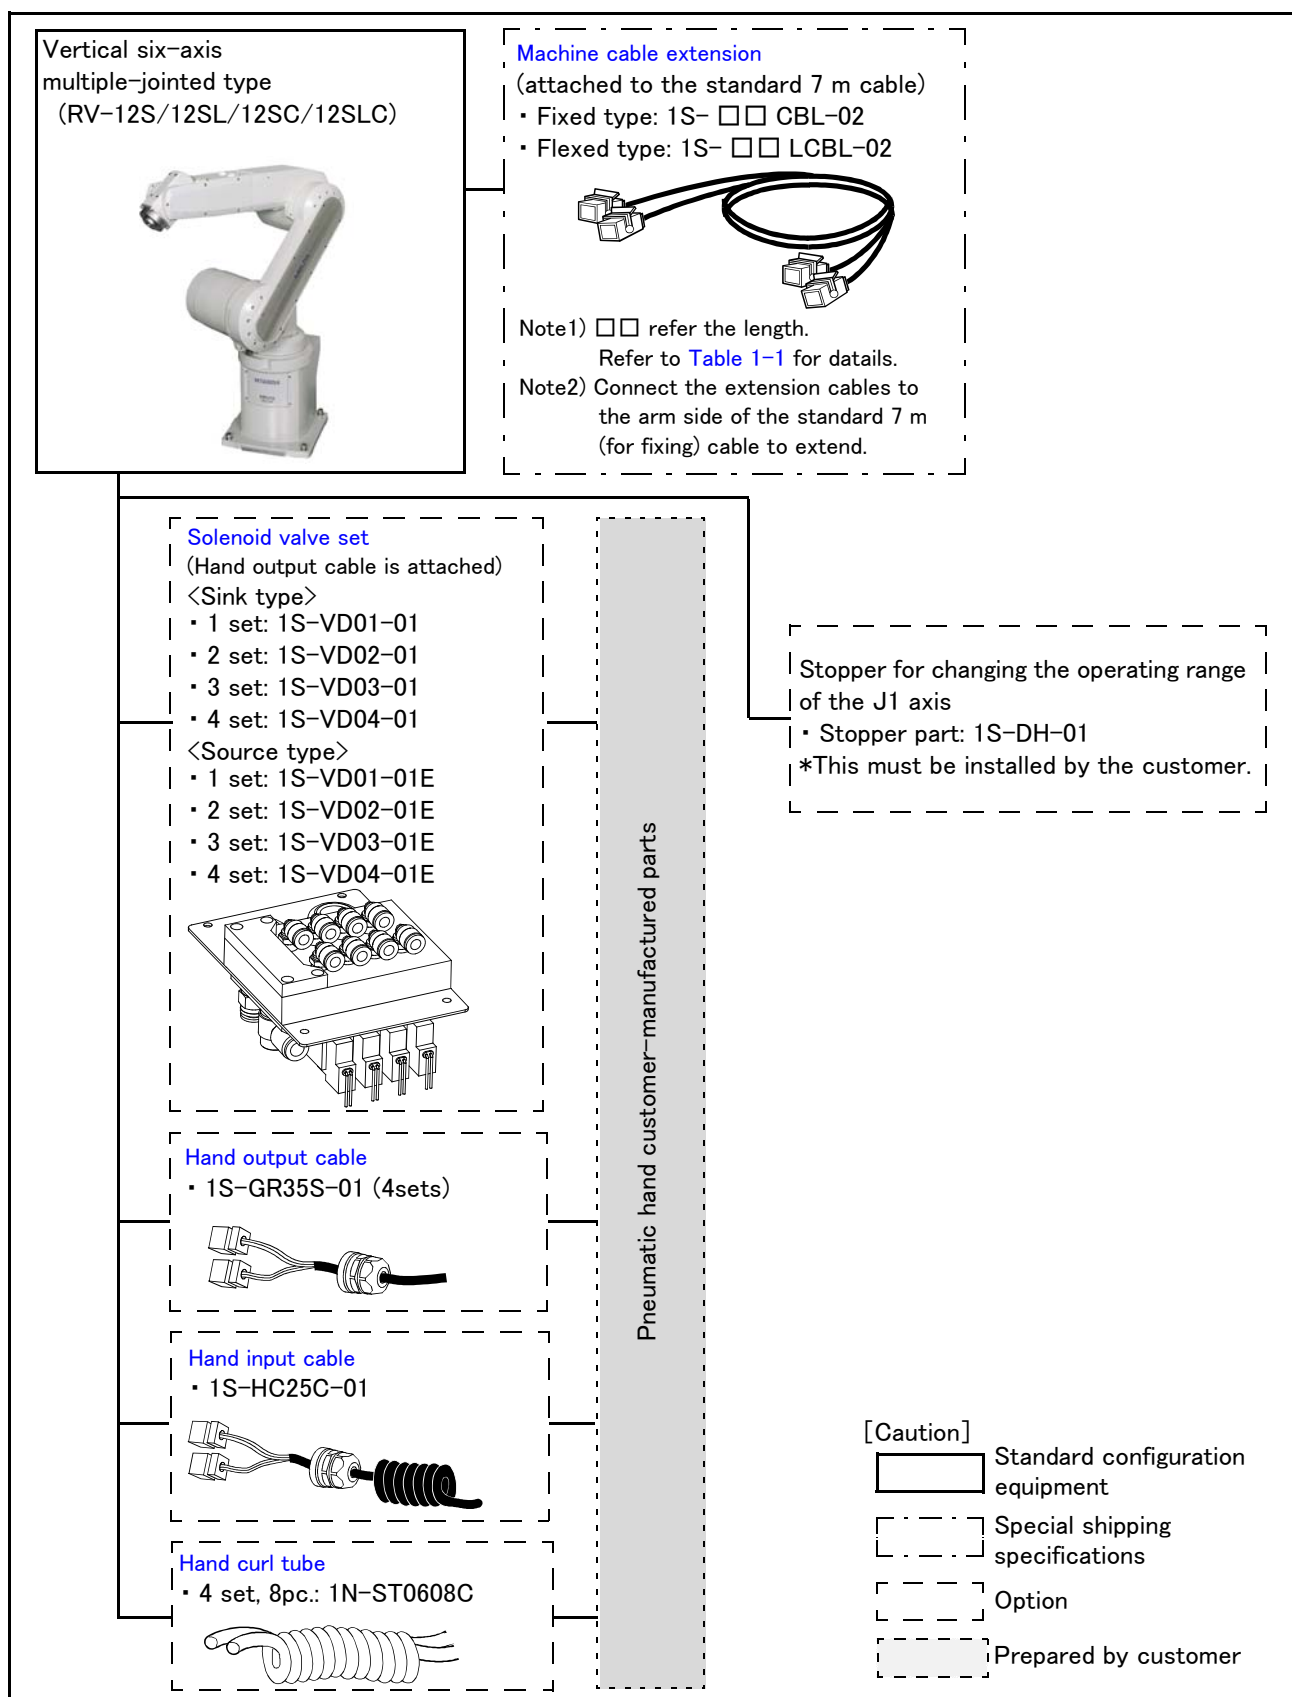 Vertical six-axis
multiple-jointed type
(RV-12S/12SL/12SC/12SLC)
Machine cable extension
(attached to the standard 7 m cable)
・Fixed type: 1S- □□ CBL-02
・Flexed type: 1S- □□ LCBL-02
Note1) □□ refer the length.
Refer to Table 1-1 for datails.
Note2) Connect the extension cables to
the arm side of the standard 7 m
(for fixing) cable to extend.
Solenoid valve set
(Hand output cable is attached)
<Sink type>
・1 set: 1S-VD01-01
・2 set: 1S-VD02-01
・3 set: 1S-VD03-01
・4 set: 1S-VD04-01
<Source type>
・1 set: 1S-VD01-01E
・2 set: 1S-VD02-01E
・3 set: 1S-VD03-01E
・4 set: 1S-VD04-01E
Stopper for changing the operating range
of the J1 axis
・Stopper part: 1S-DH-01
*This must be installed by the customer.
Pneumatic hand customer-manufactured parts
Hand output cable
・1S-GR35S-01 (4sets)
Hand input cable
・1S-HC25C-01
Hand curl tube
・4 set, 8pc.: 1N-ST0608C
[Caution]
Standard configuration
equipment
Special shipping
specifications
Option
Prepared by customer